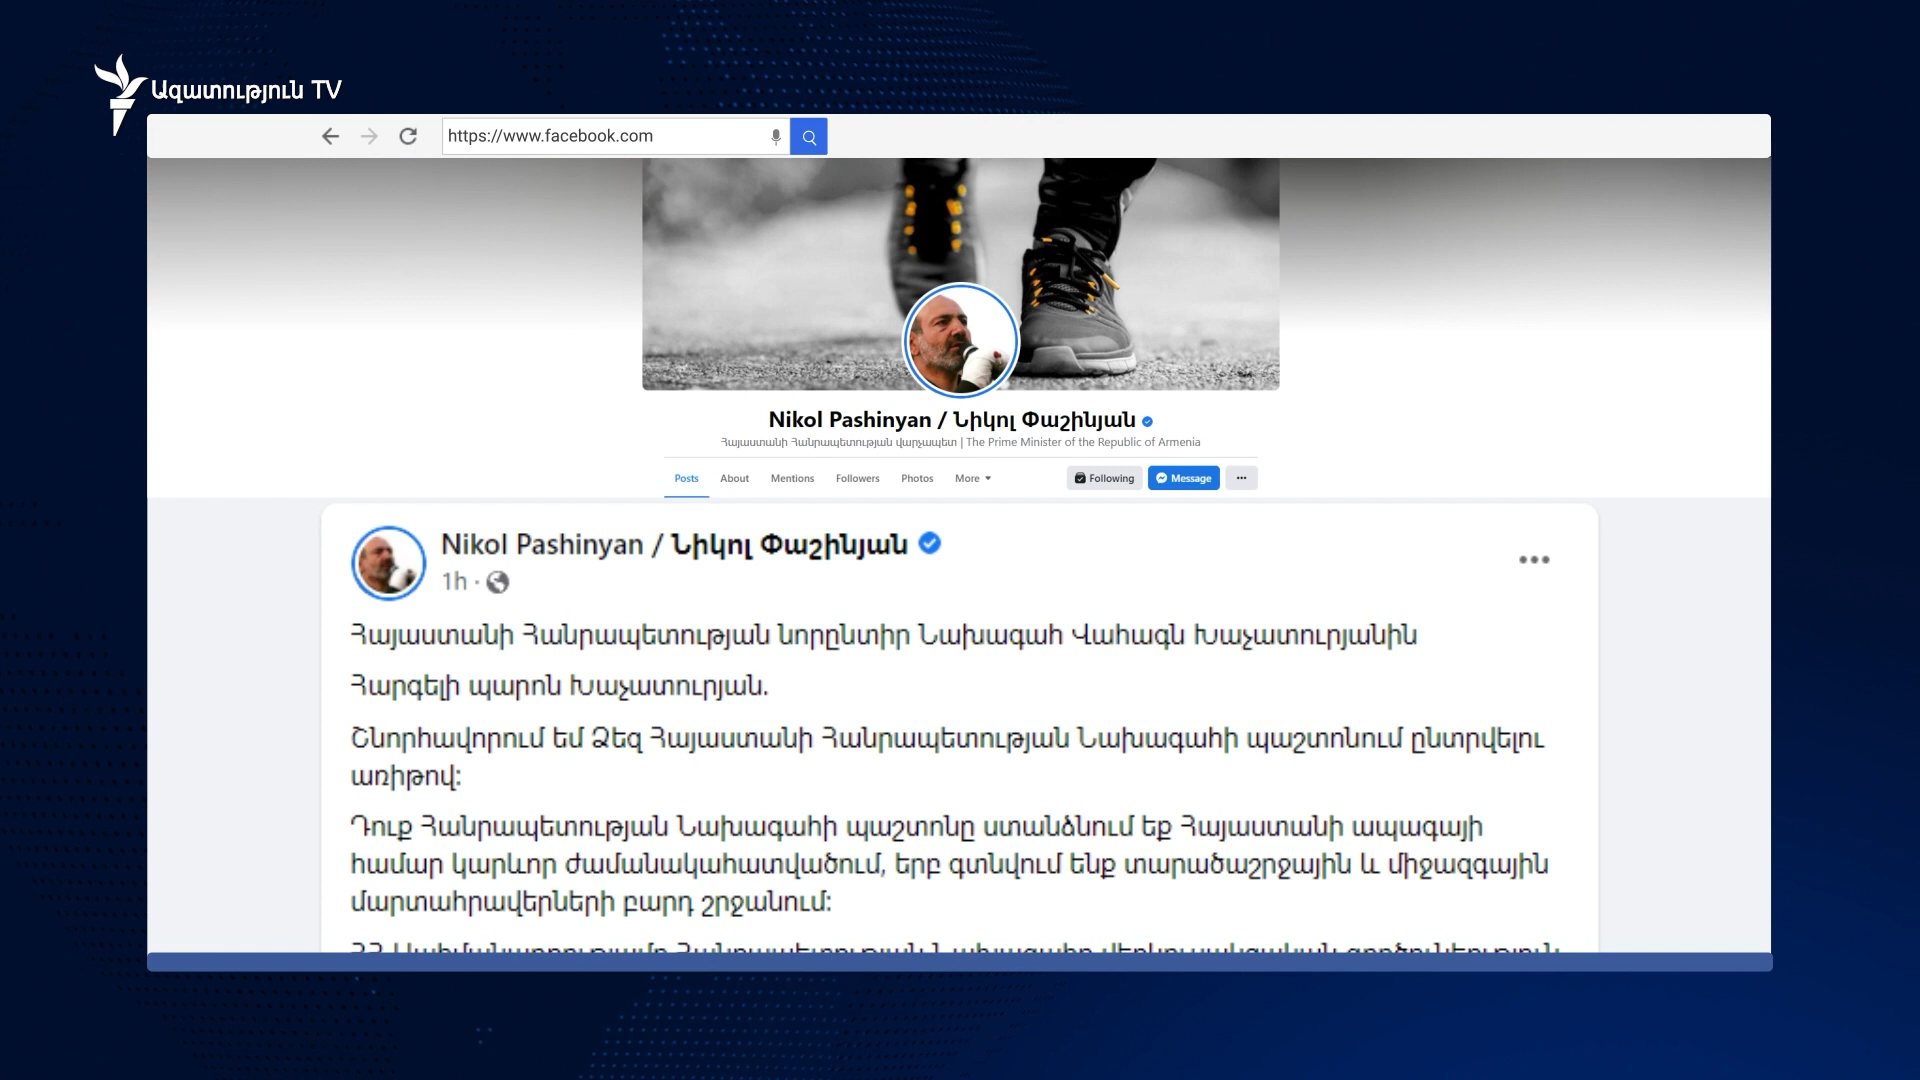 Ազատություն TV
https://www.facebook.com
Nikol Pashinyan / Նիկոլ Փաշինյան
Հայաստանի Հանրապետության վարչապետ | The Prime Minister of the Republic of Armenia
Posts About Mentions Followers Photos More Following Message
Nikol Pashinyan / Նիկոլ Փաշինյան
1h
Հայաստանի Հանրապետության նորընտիր Նախագահ Վահագն Խաչատուրյանին
Հարգելի պարոն Խաչատուրյան.
Շնորհավորում եմ Ձեզ Հայաստանի Հանրապետության Նախագահի պաշտոնում ընտրվելու
առիթով:
Դուք Հանրապետության Նախագահի պաշտոնը ստանձնում եք Հայաստանի ապագայի
համար կարևոր ժամանակահատվածում, երբ գտնվում ենք տարածաշրջային և միջազգային
մարտահրավերների բարդ շրջանում: